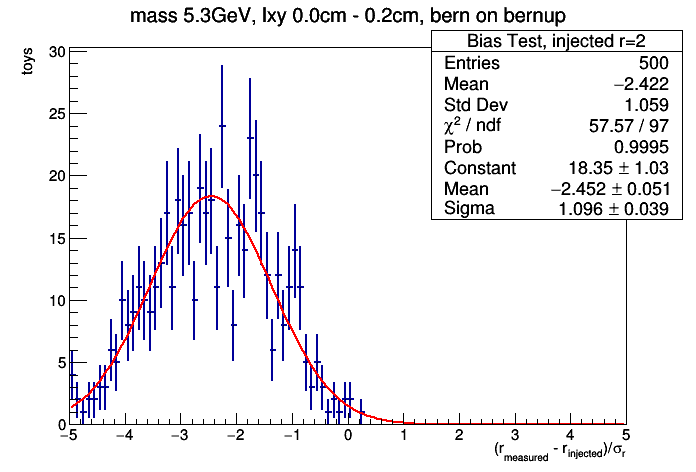 mass 5.3GeV, lxy 0.0cm - 0.2cm, bern on bernup
Bias Test, injected r=2
Entries 500
Mean −2.422
Std Dev 1.059
χ² / ndf 57.57 / 97
Prob 0.9995
Constant 18.35 ± 1.03
Mean −2.452 ± 0.051
Sigma 1.096 ± 0.039
toys
30
25
20
15
10
5
0
−5 −4 −3 −2 −1 0 1 2 3 4 5
(r_measured - r_injected)/σ_r